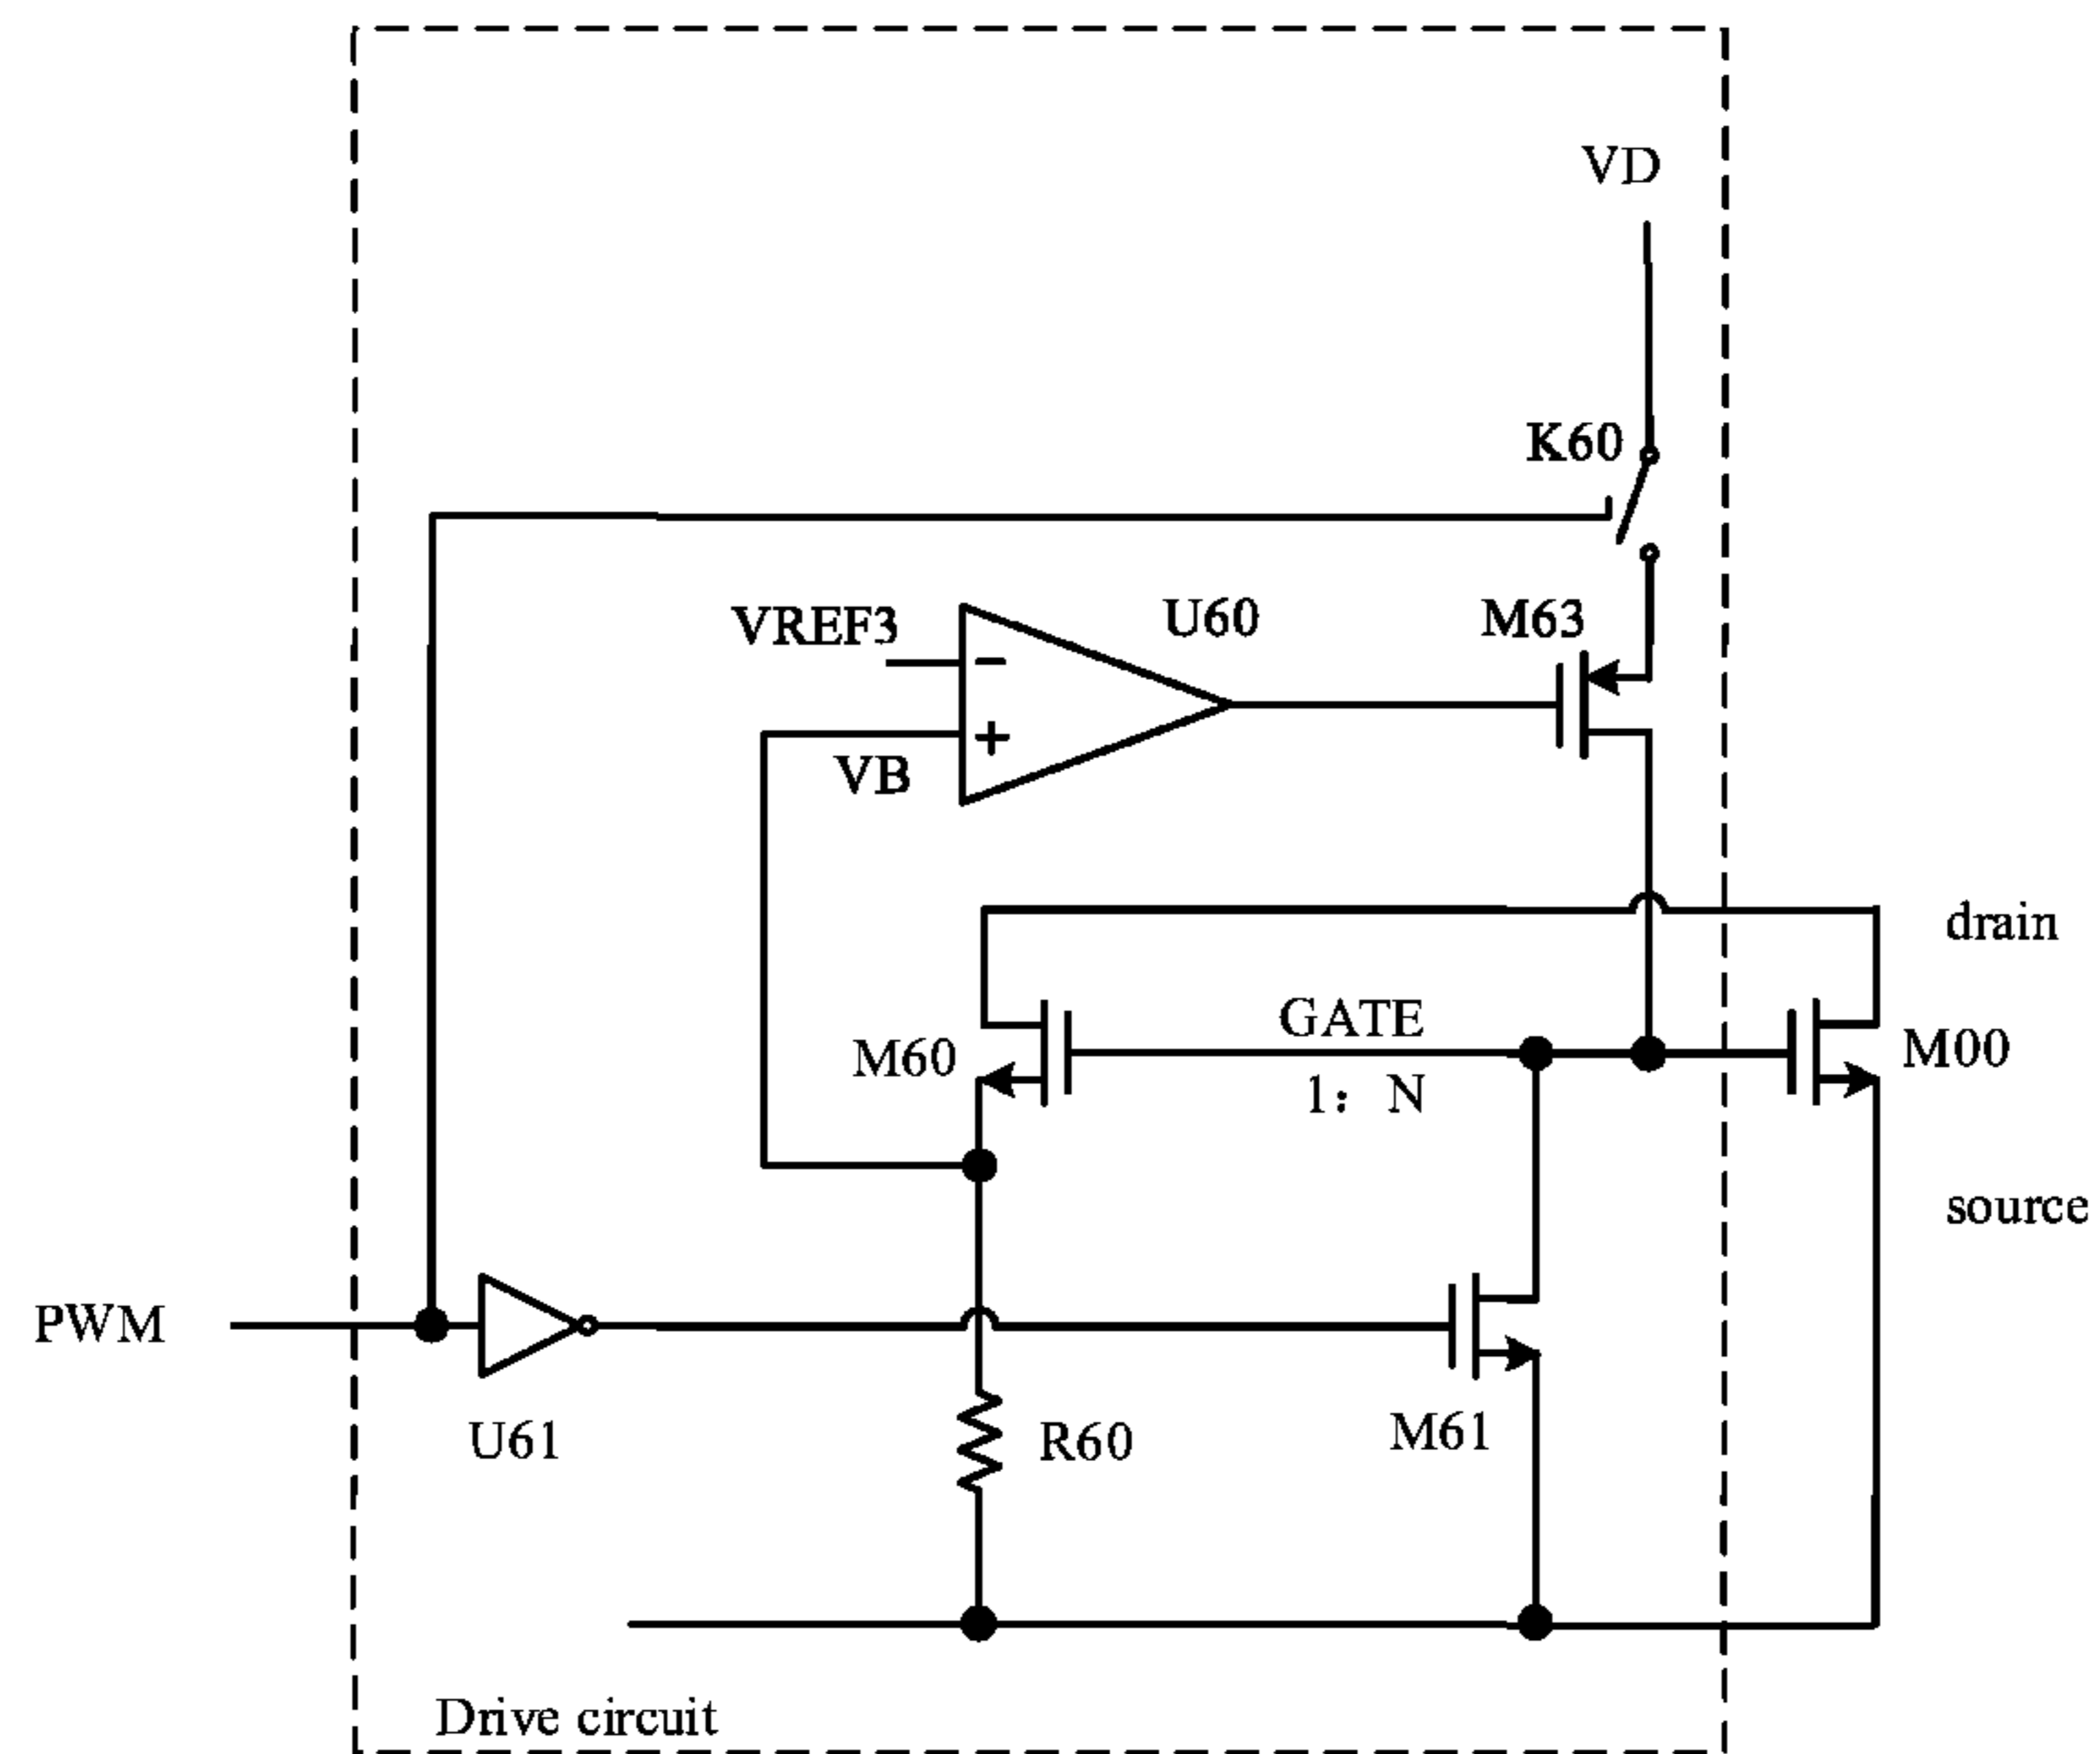 VD
K60
VREF3
U60
M63
−
+
VB
drain
GATE
M60
M00
1： N
source
PWM
U61
R60
M61
Drive circuit